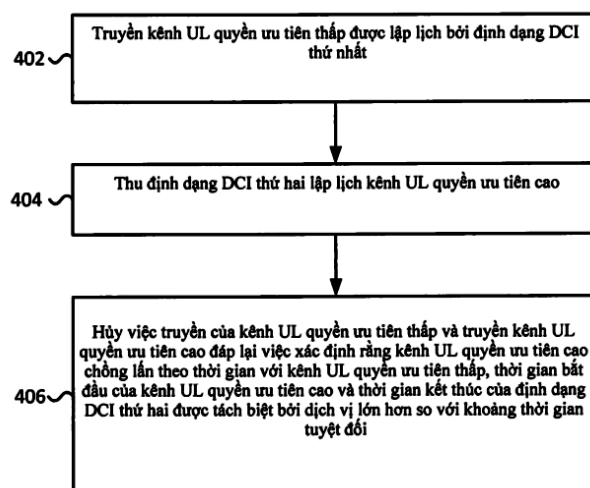 402
Truyền kênh UL quyền ưu tiên thấp được lập lịch bởi định dạng DCI
thứ nhất
404
Thu định dạng DCI thứ hai lập lịch kênh UL quyền ưu tiên cao
406
Hủy việc truyền của kênh UL quyền ưu tiên thấp và truyền kênh UL
quyền ưu tiên cao đáp lại việc xác định rằng kênh UL quyền ưu tiên cao
chồng lấn theo thời gian với kênh UL quyền ưu tiên thấp, thời gian bắt
đầu của kênh UL quyền ưu tiên cao và thời gian kết thúc của định dạng
DCI thứ hai được tách biệt bởi dịch vị lớn hơn so với khoảng thời gian
tuyệt đối